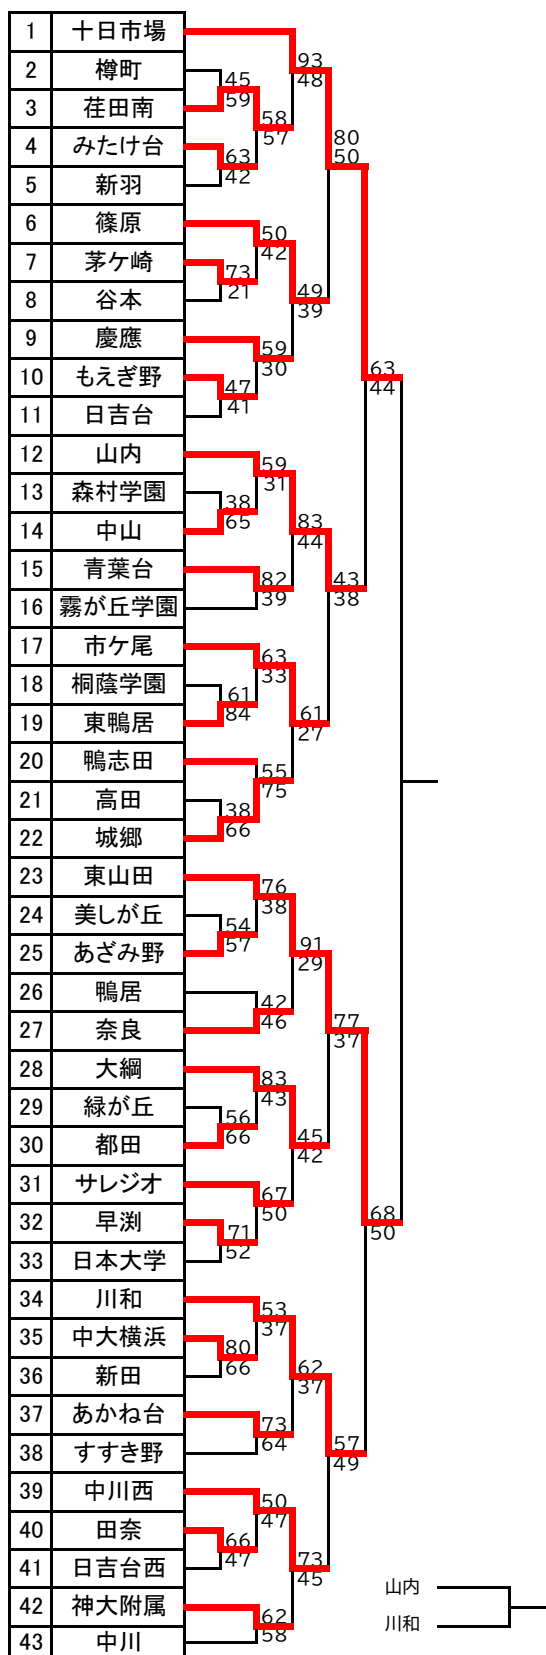 1 十日市場
2 樽町
3 荏田南
4 みたけ台
5 新羽
6 篠原
7 茅ケ崎
8 谷本
9 慶應
10 もえぎ野
11 日吉台
12 山内
13 森村学園
14 中山
15 青葉台
16 霧が丘学園
17 市ケ尾
18 桐蔭学園
19 東鴨居
20 鴨志田
21 高田
22 城郷
23 東山田
24 美しが丘
25 あざみ野
26 鴨居
27 奈良
28 大綱
29 緑が丘
30 都田
31 サレジオ
32 早渕
33 日本大学
34 川和
35 中大横浜
36 新田
37 あかね台
38 すすき野
39 中川西
40 田奈
41 日吉台西
42 神大附属
43 中川
45
59
63
42
73
21
47
41
38
65
61
84
38
66
54
57
56
66
71
52
80
66
66
47
58
57
50
42
59
30
59
31
82
39
63
33
55
75
76
38
42
46
83
43
67
50
53
37
73
64
50
47
62
58
93
48
49
39
83
44
61
27
91
29
45
42
62
37
73
45
80
50
43
38
77
37
57
49
63
44
68
50
山内
川和